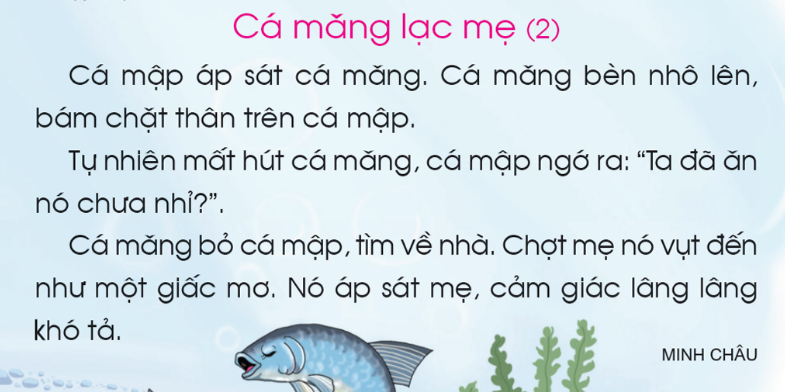 Cá măng lạc mẹ (2)
Cá mập áp sát cá măng. Cá măng bèn nhô lên,
bám chặt thân trên cá mập.
Tự nhiên mất hút cá măng, cá mập ngớ ra: “Ta đã ăn
nó chưa nhỉ?”.
Cá măng bỏ cá mập, tìm về nhà. Chợt mẹ nó vụt đến
như một giấc mơ. Nó áp sát mẹ, cảm giác lâng lâng
khó tả.
MINH CHÂU